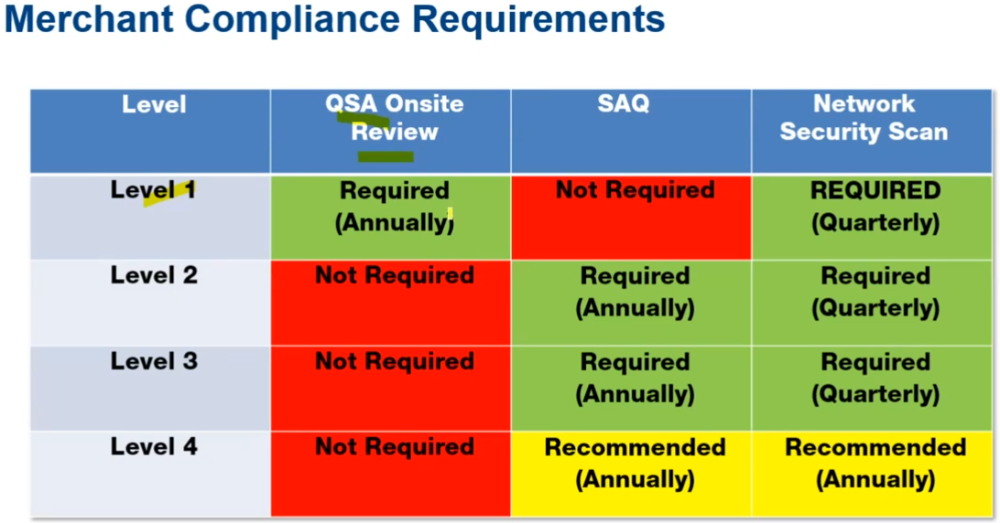 Merchant Compliance Requirements
Level
QSA Onsite
Review
SAQ
Network
Security Scan
Level 1
Required
(Annually)
Not Required
REQUIRED
(Quarterly)
Level 2
Not Required
Required
(Annually)
Required
(Quarterly)
Level 3
Not Required
Required
(Annually)
Required
(Quarterly)
Level 4
Not Required
Recommended
(Annually)
Recommended
(Annually)